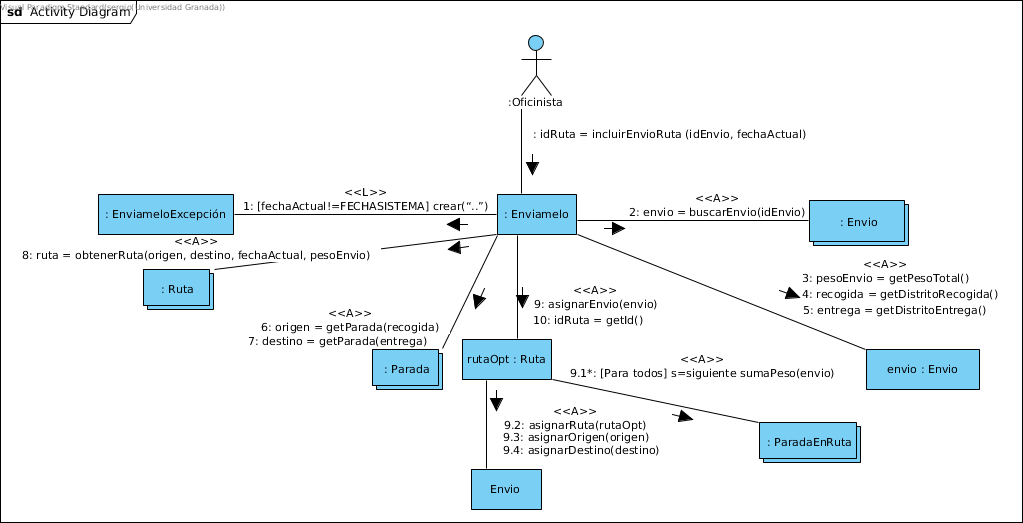 Visual Paradigm Standard(sergio(Universidad Granada))
sd Activity Diagram
:Oficinista
: idRuta = incluirEnvioRuta (idEnvio, fechaActual)
<<L>>
1: [fechaActual!=FECHASISTEMA] crear(“..”)
: EnviameloExcepción
: Enviamelo
<<A>>
2: envio = buscarEnvio(idEnvio)
: Envio
<<A>>
8: ruta = obtenerRuta(origen, destino, fechaActual, pesoEnvio)
: Ruta
<<A>>
3: pesoEnvio = getPesoTotal()
4: recogida = getDistritoRecogida()
5: entrega = getDistritoEntrega()
<<A>>
9: asignarEnvio(envio)
10: idRuta = getId()
<<A>>
6: origen = getParada(recogida)
7: destino = getParada(entrega)
: Parada
rutaOpt : Ruta
<<A>>
9.1*: [Para todos] s=siguiente sumaPeso(envio)
envio : Envio
<<A>>
9.2: asignarRuta(rutaOpt)
9.3: asignarOrigen(origen)
9.4: asignarDestino(destino)
: ParadaEnRuta
Envio